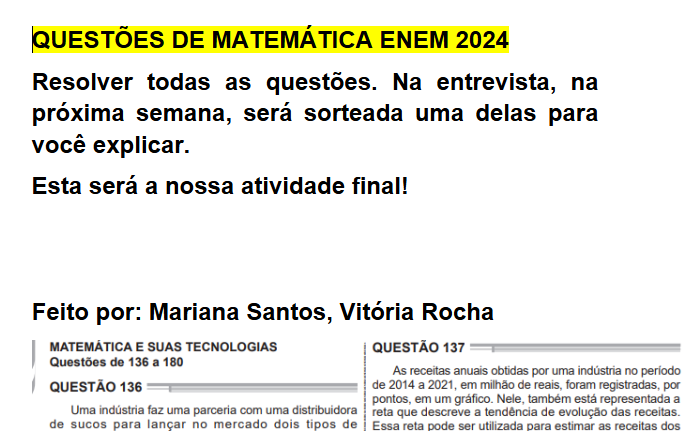 QUESTÕES DE MATEMÁTICA ENEM 2024
Resolver todas as questões. Na entrevista, na
próxima semana, será sorteada uma delas para
você explicar.
Esta será a nossa atividade final!
Feito por: Mariana Santos, Vitória Rocha
MATEMÁTICA E SUAS TECNOLOGIAS
Questões de 136 a 180
QUESTÃO 136
Uma indústria faz uma parceria com uma distribuidora
de sucos para lançar no mercado dois tipos de
QUESTÃO 137
As receitas anuais obtidas por uma indústria no período
de 2014 a 2021, em milhão de reais, foram registradas, por
pontos, em um gráfico. Nele, também está representada a
reta que descreve a tendência de evolução das receitas.
Essa reta pode ser utilizada para estimar as receitas dos